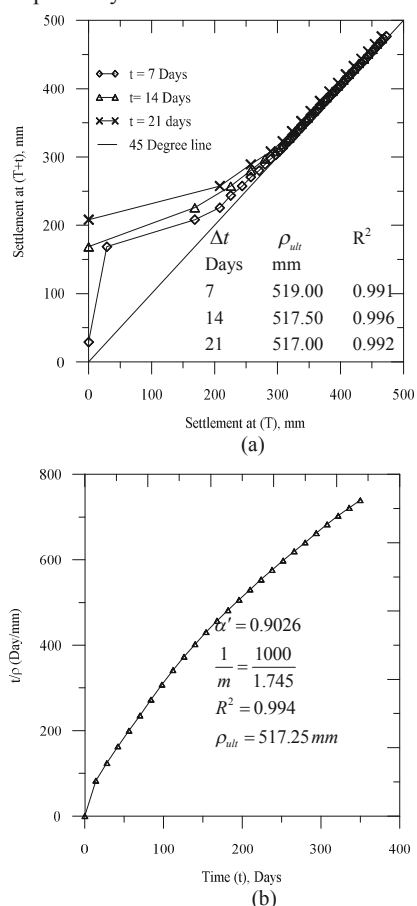 500
400
300
200
100
0
Settlement at (T+t), mm
t = 7 Days
t= 14 Days
t = 21 days
45 Degree line
Δt ρult R2
Days mm
7 519.00 0.991
14 517.50 0.996
21 517.00 0.992
0 100 200 300 400 500
Settlement at (T), mm
(a)
800
600
400
200
0
t/ρ (Day/mm)
α′ = 0.9026
1/m = 1000/1.745
R2 = 0.994
ρult = 517.25 mm
0 100 200 300 400
Time (t), Days
(b)